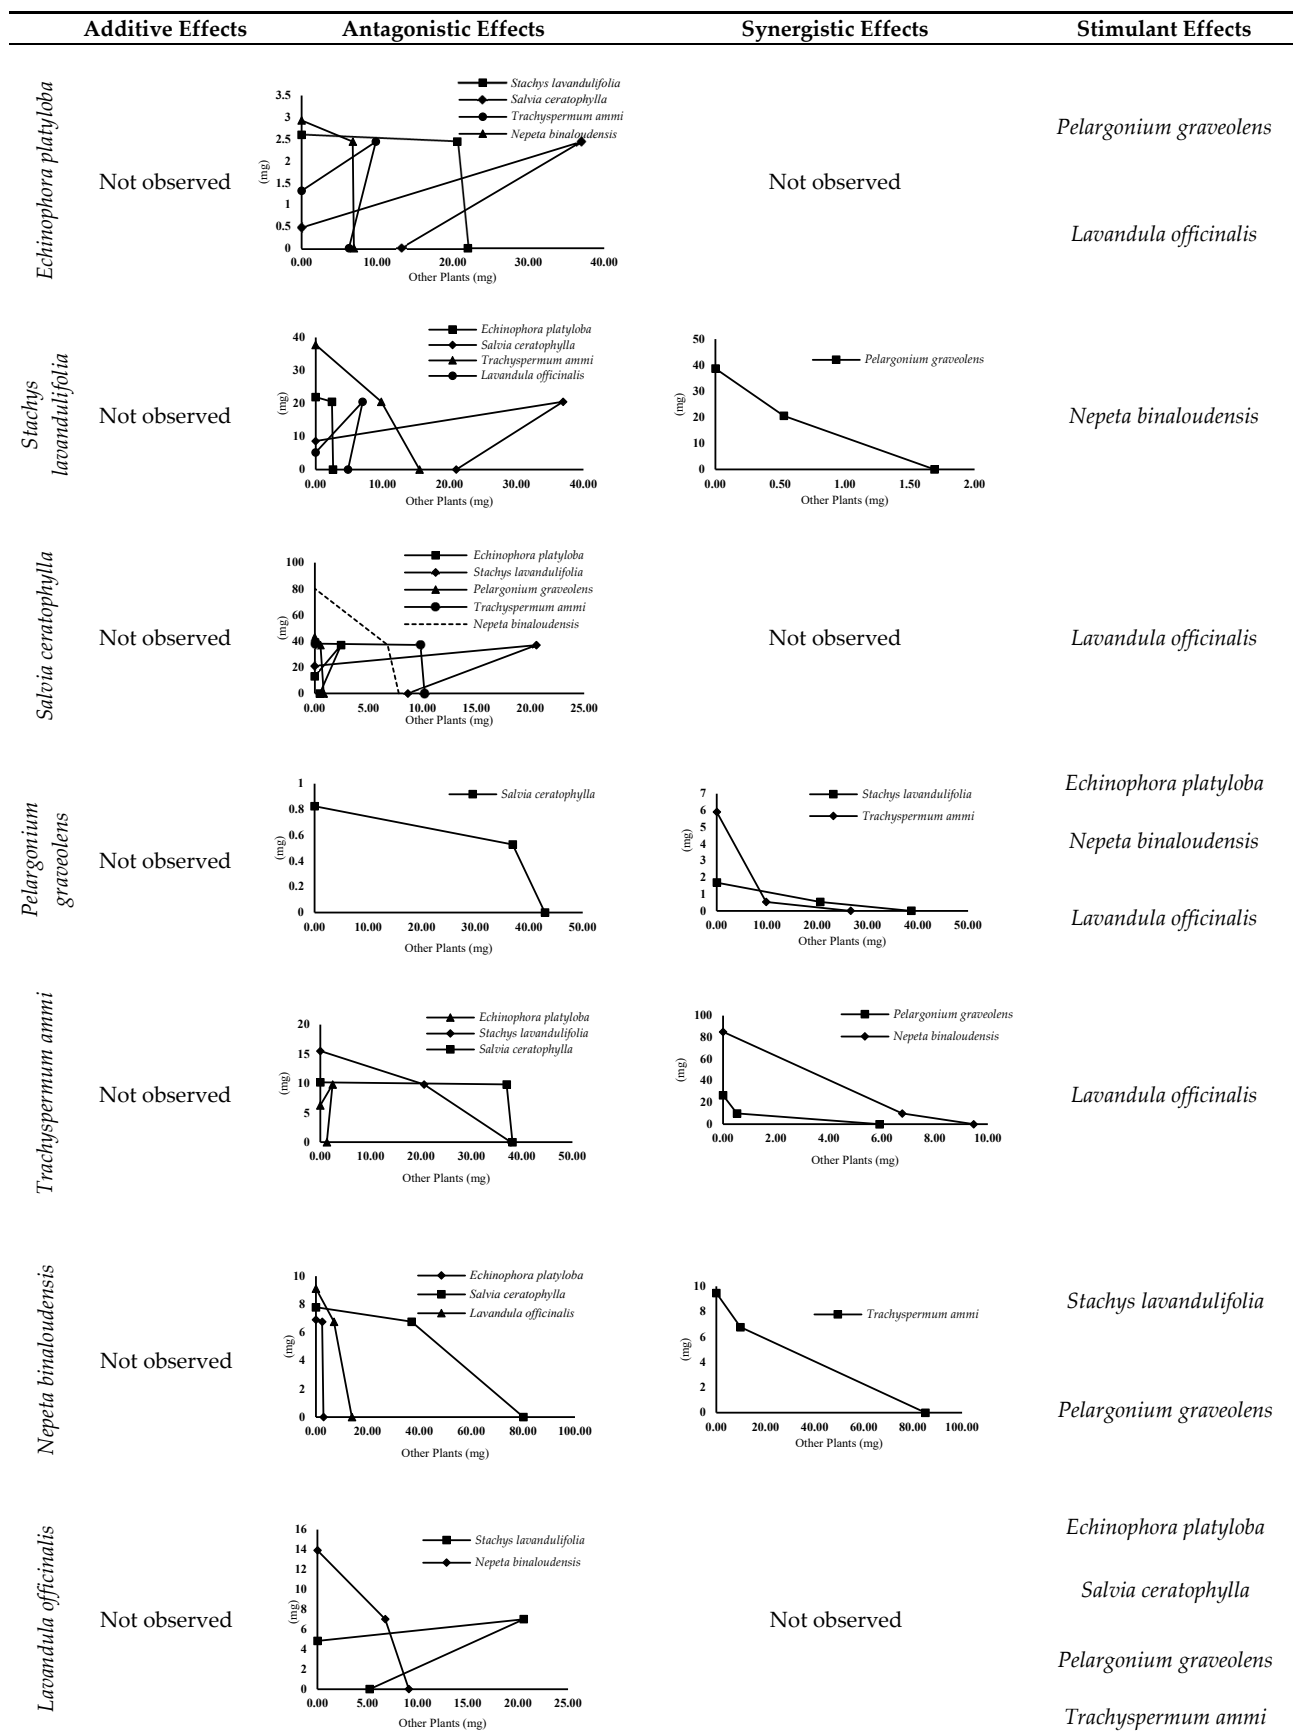 Additive Effects Antagonistic Effects Synergistic Effects Stimulant Effects
Echinophora platyloba
Not observed
Stachys lavandulifolia
Salvia ceratophylla
Trachyspermum ammi
Nepeta binaloudensis
3.5
3
2.5
2
1.5
1
0.5
0
(mg)
0.00 10.00 20.00 30.00 40.00
Other Plants (mg)
Not observed
Pelargonium graveolens
Lavandula officinalis
Stachys
lavandulifolia
Not observed
Echinophora platyloba
Salvia ceratophylla
Trachyspermum ammi
Lavandula officinalis
40
30
20
10
0
(mg)
0.00 10.00 20.00 30.00 40.00
Other Plants (mg)
Pelargonium graveolens
50
40
30
20
10
0
(mg)
0.00 0.50 1.00 1.50 2.00
Other Plants (mg)
Nepeta binaloudensis
Salvia ceratophylla
Not observed
Echinophora platyloba
Stachys lavandulifolia
Pelargonium graveolens
Trachyspermum ammi
Nepeta binaloudensis
100
80
60
40
20
0
(mg)
0.00 5.00 10.00 15.00 20.00 25.00
Other Plants (mg)
Not observed
Lavandula officinalis
Pelargonium
graveolens
Not observed
Salvia ceratophylla
1
0.8
0.6
0.4
0.2
0
(mg)
0.00 10.00 20.00 30.00 40.00 50.00
Other Plants (mg)
Stachys lavandulifolia
Trachyspermum ammi
7
6
5
4
3
2
1
0
(mg)
0.00 10.00 20.00 30.00 40.00 50.00
Other Plants (mg)
Echinophora platyloba
Nepeta binaloudensis
Lavandula officinalis
Trachyspermum ammi
Not observed
Echinophora platyloba
Stachys lavandulifolia
Salvia ceratophylla
20
15
10
5
0
(mg)
0.00 10.00 20.00 30.00 40.00 50.00
Other Plants (mg)
Pelargonium graveolens
Nepeta binaloudensis
100
80
60
40
20
0
(mg)
0.00 2.00 4.00 6.00 8.00 10.00
Other Plants (mg)
Lavandula officinalis
Nepeta binaloudensis
Not observed
Echinophora platyloba
Salvia ceratophylla
Lavandula officinalis
10
8
6
4
2
0
(mg)
0.00 20.00 40.00 60.00 80.00 100.00
Other Plants (mg)
Trachyspermum ammi
10
8
6
4
2
0
(mg)
0.00 20.00 40.00 60.00 80.00 100.00
Other Plants (mg)
Stachys lavandulifolia
Pelargonium graveolens
Lavandula officinalis
Not observed
Stachys lavandulifolia
Nepeta binaloudensis
16
14
12
10
8
6
4
2
0
(mg)
0.00 5.00 10.00 15.00 20.00 25.00
Other Plants (mg)
Not observed
Echinophora platyloba
Salvia ceratophylla
Pelargonium graveolens
Trachyspermum ammi